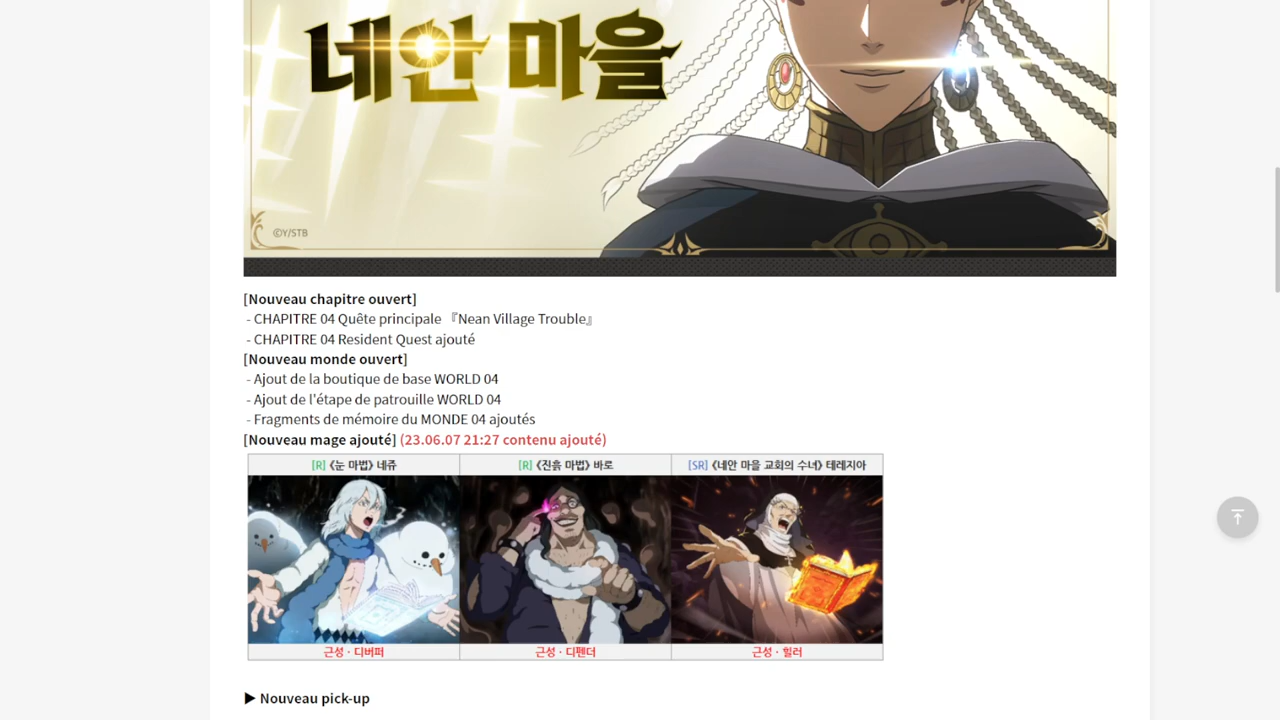 네안 마을
©Y/STB
[Nouveau chapitre ouvert]
- CHAPITRE 04 Quête principale 『Nean Village Trouble』
- CHAPITRE 04 Resident Quest ajouté
[Nouveau monde ouvert]
- Ajout de la boutique de base WORLD 04
- Ajout de l'étape de patrouille WORLD 04
- Fragments de mémoire du MONDE 04 ajoutés
[Nouveau mage ajouté] (23.06.07 21:27 contenu ajouté)
[R] 《눈 마법》 네쥬
[R] 《진흙 마법》 바로
[SR] 《네안 마을 교회의 수녀》 테레지아
근성 · 디버퍼
근성 · 디펜더
근성 · 힐러
▶ Nouveau pick-up